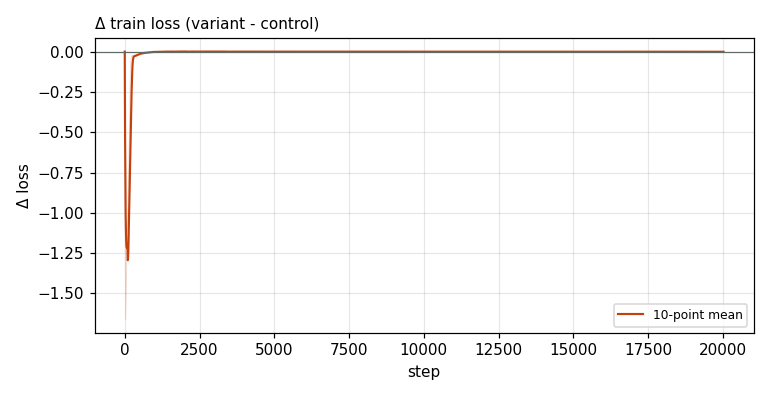 Δ train loss (variant - control)
0.00
−0.25
−0.50
−0.75
−1.00
−1.25
−1.50
Δ loss
10-point mean
0 2500 5000 7500 10000 12500 15000 17500 20000
step